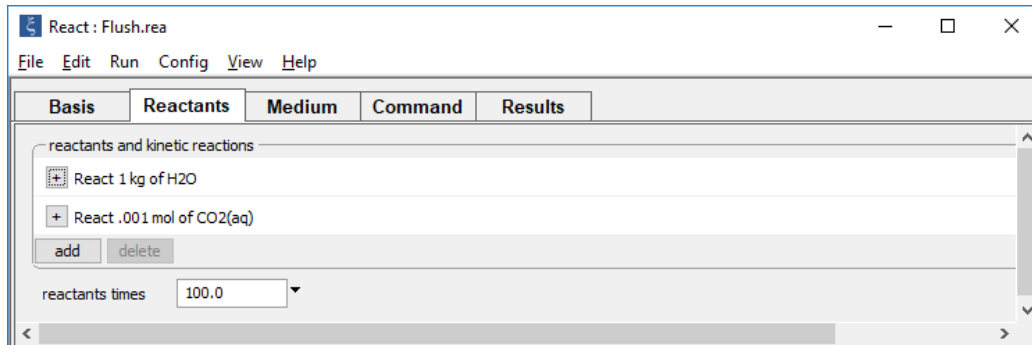 React : Flush.rea
File Edit Run Config View Help
Basis Reactants Medium Command Results
reactants and kinetic reactions
+ React 1 kg of H2O
+ React .001 mol of CO2(aq)
add delete
reactants times 100.0